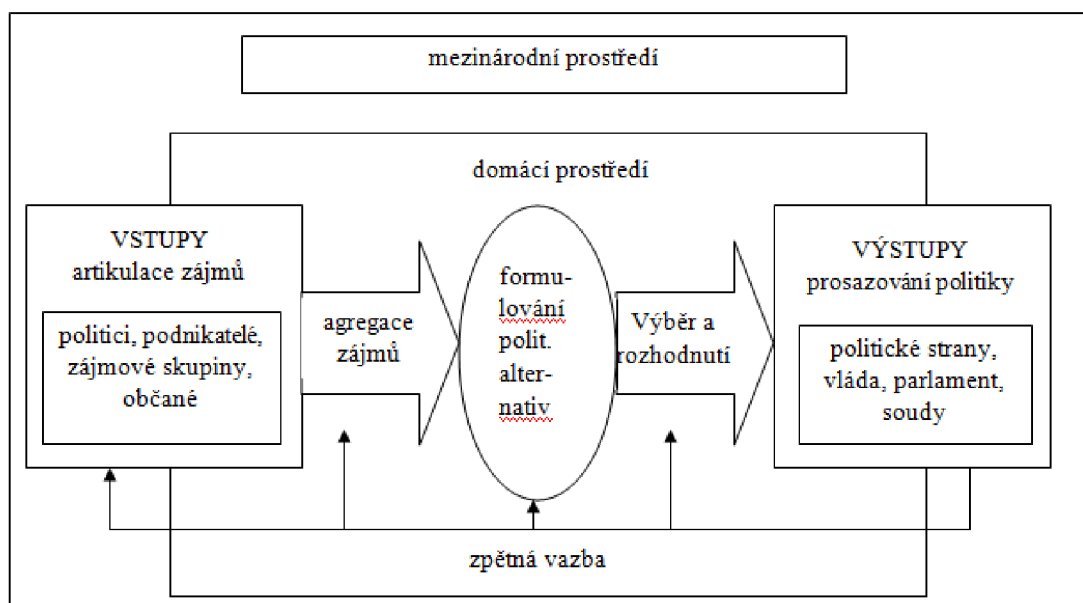 mezinárodní prostředí
domácí prostředí
VSTUPY
artikulace zájmů
politici, podnikatelé,
zájmové skupiny,
občané
agregace
zájmů
formu-
lování
polit.
alter-
nativ
Výběr a
rozhodnutí
VÝSTUPY
prosazování politiky
politické strany,
vláda, parlament,
soudy
zpětná vazba